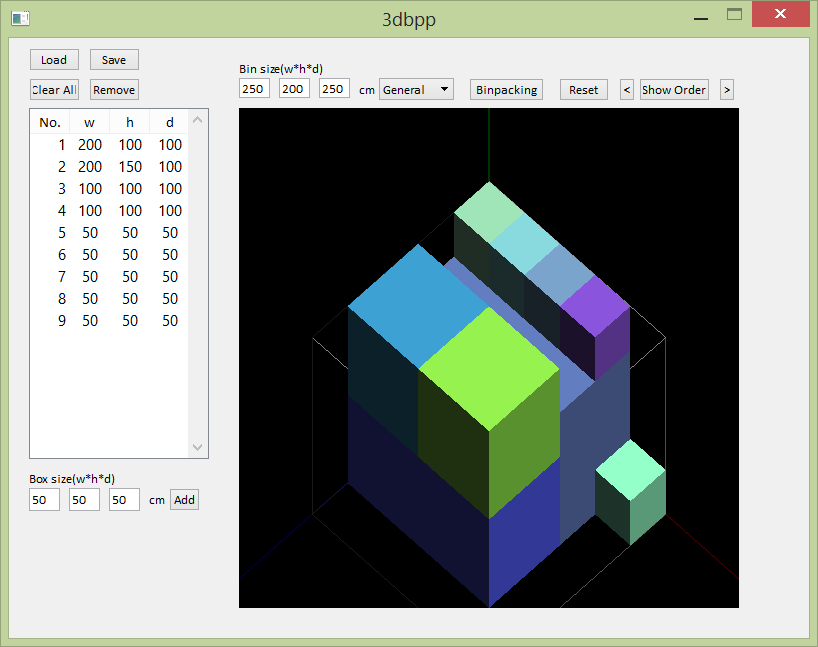 3dbpp
Load Save
Bin size(w*h*d)
Clear All Remove 250 200 250 cm General Binpacking Reset < Show Order >
No. w h d
1 200 100 100
2 200 150 100
3 100 100 100
4 100 100 100
5 50 50 50
6 50 50 50
7 50 50 50
8 50 50 50
9 50 50 50
Box size(w*h*d)
50 50 50 cm Add